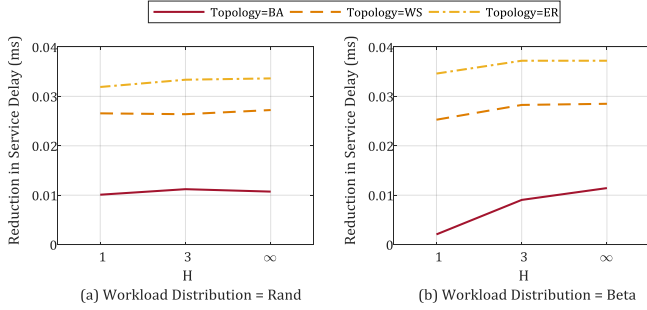 Topology=BA Topology=WS Topology=ER
Reduction in Service Delay (ms)
0.04
0.03
0.02
0.01
0
1 3 ∞
H
(a) Workload Distribution = Rand
Reduction in Service Delay (ms)
0.04
0.03
0.02
0.01
0
1 3 ∞
H
(b) Workload Distribution = Beta